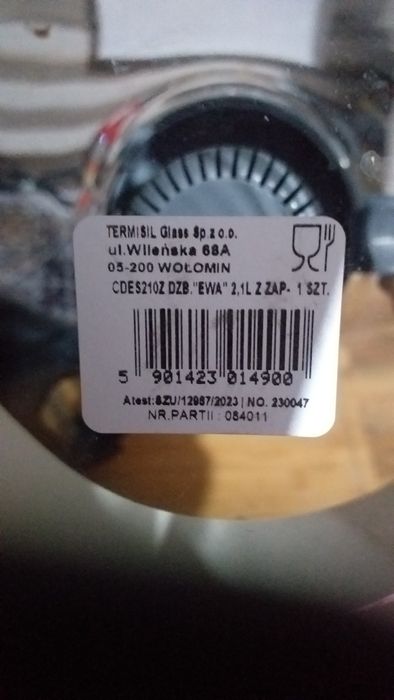 TERMISIL Glass Sp z o.o.
ul.Wileńska 68A
05-200 WOŁOMIN
CDES210Z DZB."EWA" 2,1L Z ZAP- 1 SZT.
5 901423 014900
Atest:SZU/12987/2023 | NO. 230047
NR.PARTII : 084011